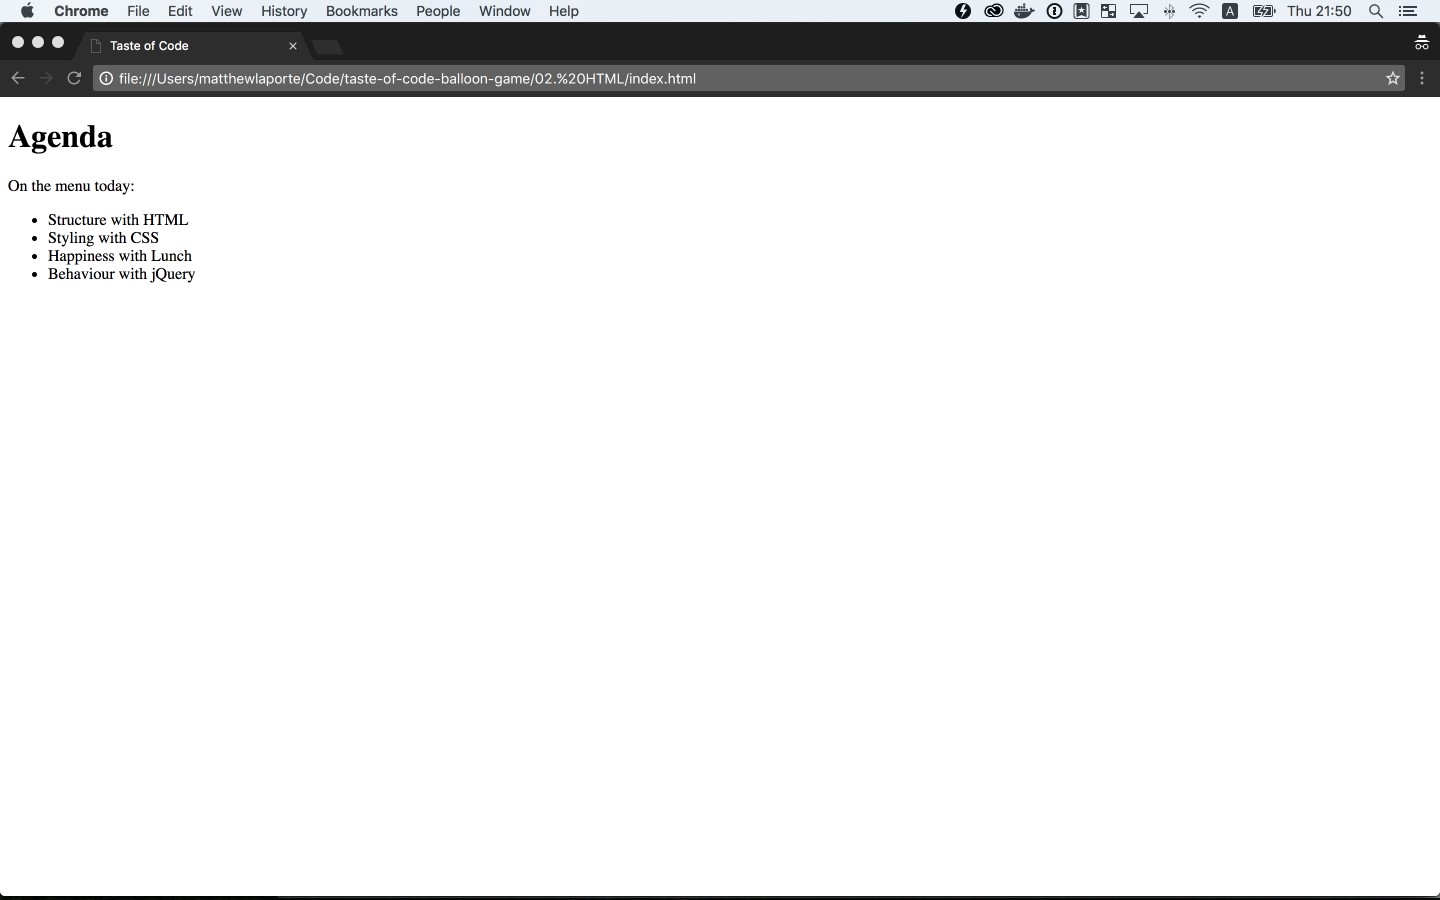 Chrome File Edit View History Bookmarks People Window Help A Thu 21:50
Taste of Code
file:///Users/matthewlaporte/Code/taste-of-code-balloon-game/02.%20HTML/index.html
Agenda
On the menu today:
• Structure with HTML
• Styling with CSS
• Happiness with Lunch
• Behaviour with jQuery